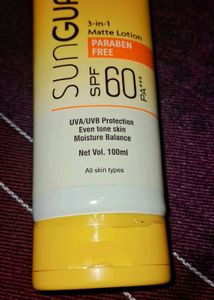 3-in-1
Matte Lotion
PARABEN
FREE
SUNGUA
SPF 60 PA+++
UVA/UVB Protection
Even tone skin
Moisture Balance
Net Vol. 100ml
All skin types